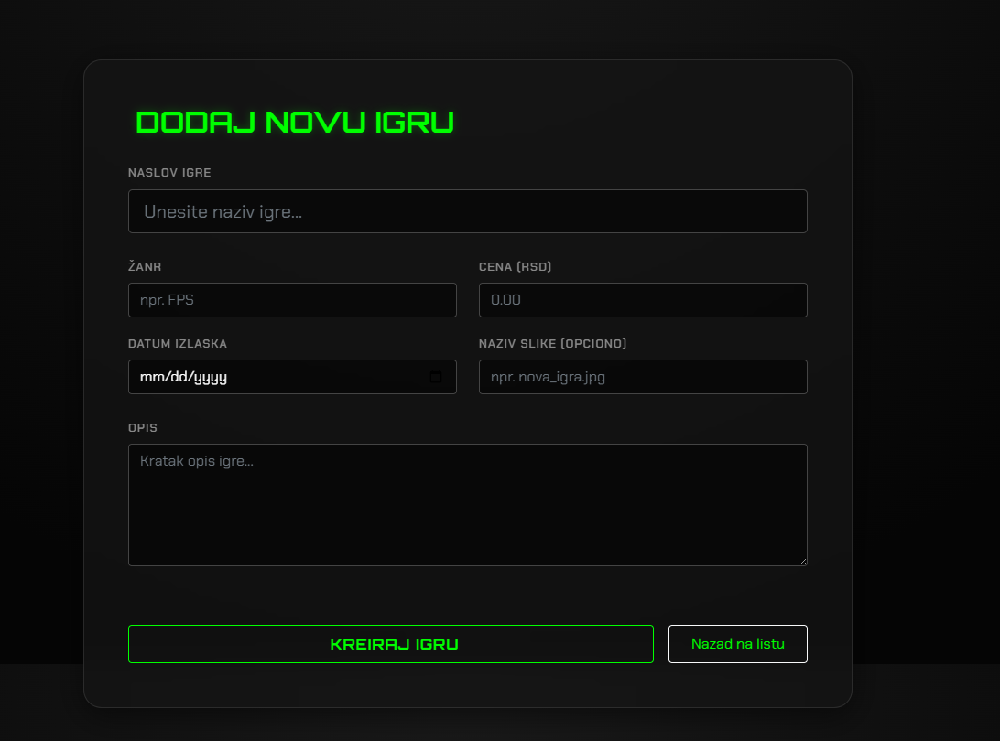 DODAJ NOVU IGRU
NASLOV IGRE
Unesite naziv igre...
ŽANR
CENA (RSD)
npr. FPS
0.00
DATUM IZLASKA
NAZIV SLIKE (OPCIONO)
mm/dd/yyyy
npr. nova_igra.jpg
OPIS
Kratak opis igre...
KREIRAJ IGRU
Nazad na listu